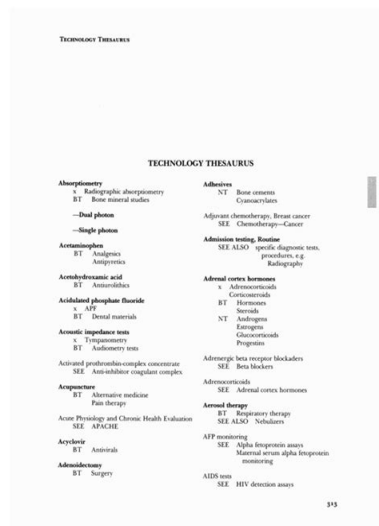 TECHNOLOGY THESAURUS
TECHNOLOGY THESAURUS
Absorptiometry
x Radiographic absorptiometry
BT Bone mineral studies
—Dual photon
—Single photon
Acetaminophen
BT Analgesics
Antipyretics
Acetohydroxamic acid
BT Antiurolithics
Acidulated phosphate fluoride
x APF
BT Dental materials
Acoustic impedance tests
x Tympanometry
BT Audiometry tests
Activated prothrombin-complex concentrate
SEE Anti-inhibitor coagulant complex
Acupuncture
BT Alternative medicine
Pain therapy
Acute Physiology and Chronic Health Evaluation
SEE APACHE
Acyclovir
BT Antivirals
Adenoidectomy
BT Surgery
Adhesives
NT Bone cements
Cyanoacrylates
Adjuvant chemotherapy, Breast cancer
SEE Chemotherapy—Cancer
Admission testing, Routine
SEE ALSO specific diagnostic tests,
procedures, e.g.
Radiography
Adrenal cortex hormones
x Adrenocorticoids
Corticosteroids
BT Hormones
Steroids
NT Androgens
Estrogens
Glucocorticoids
Progestins
Adrenergic beta receptor blockaders
SEE Beta blockers
Adrenocorticoids
SEE Adrenal cortex hormones
Aerosol therapy
BT Respiratory therapy
SEE ALSO Nebulizers
AFP monitoring
SEE Alpha fetoprotein assays
Maternal serum alpha fetoprotein
monitoring
AIDS tests
SEE HIV detection assays
315